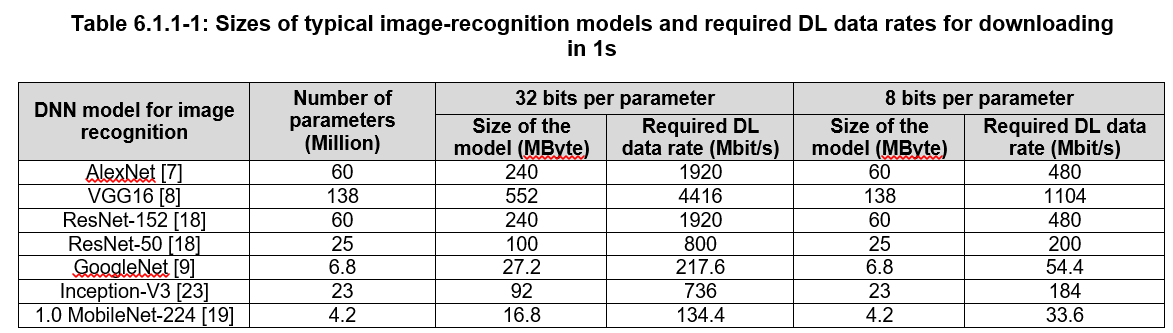 Table 6.1.1-1: Sizes of typical image-recognition models and required DL data rates for downloading
in 1s
DNN model for image recognition | Number of parameters (Million) | 32 bits per parameter | 8 bits per parameter
Size of the model (MByte) | Required DL data rate (Mbit/s) | Size of the model (MByte) | Required DL data rate (Mbit/s)
AlexNet [7] | 60 | 240 | 1920 | 60 | 480
VGG16 [8] | 138 | 552 | 4416 | 138 | 1104
ResNet-152 [18] | 60 | 240 | 1920 | 60 | 480
ResNet-50 [18] | 25 | 100 | 800 | 25 | 200
GoogleNet [9] | 6.8 | 27.2 | 217.6 | 6.8 | 54.4
Inception-V3 [23] | 23 | 92 | 736 | 23 | 184
1.0 MobileNet-224 [19] | 4.2 | 16.8 | 134.4 | 4.2 | 33.6